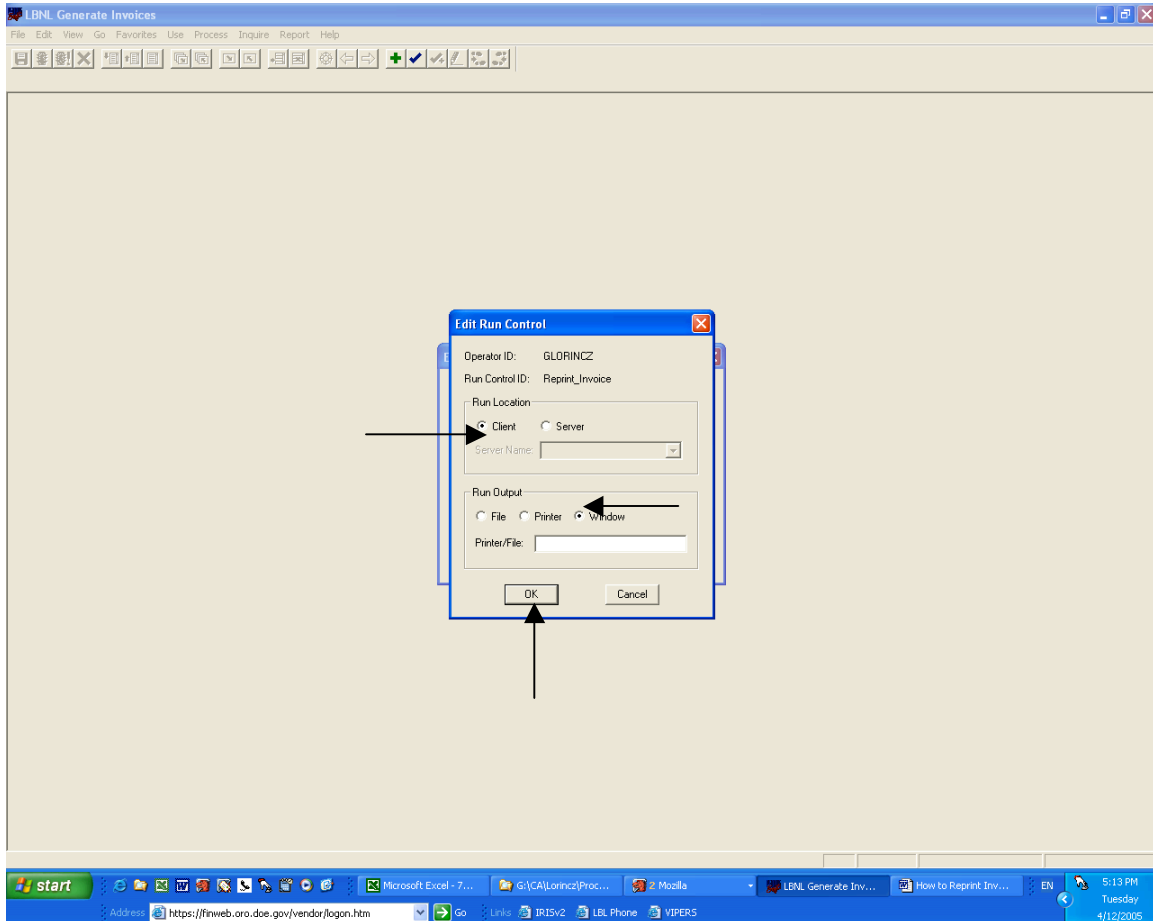 LBNL Generate Invoices
File Edit View Go Favorites Use Process Inquire Report Help
Edit Run Control
Operator ID: GLORINCZ
Run Control ID: Reprint_Invoice
Run Location
Client Server
Server Name:
Run Output
File Printer Window
Printer/File:
OK Cancel
start Microsoft Excel - 7... G:\CA\Lorincz\Proc... 2 Mozilla LBNL Generate Inv... How to Reprint Inv... EN 5:13 PM
Tuesday
Address https://finweb.oro.doe.gov/vendor/logon.htm Go Links IRISv2 LBL Phone VIPERS 4/12/2005